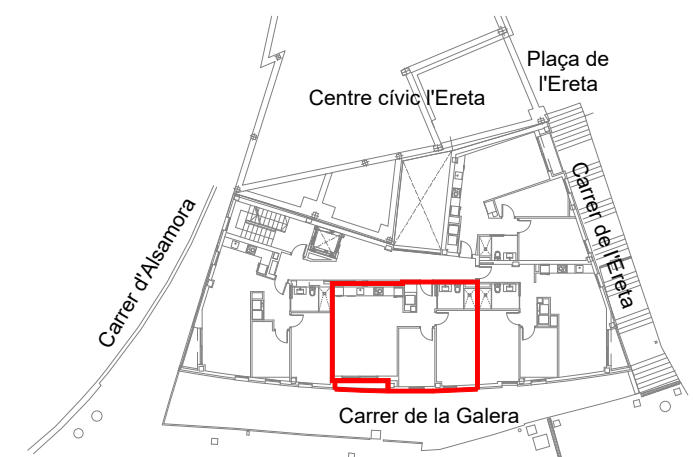 Plaça de
l'Ereta
Centre cívic l'Ereta
Carrer de l'Ereta
Carrer d'Alsamora
Carrer de la Galera